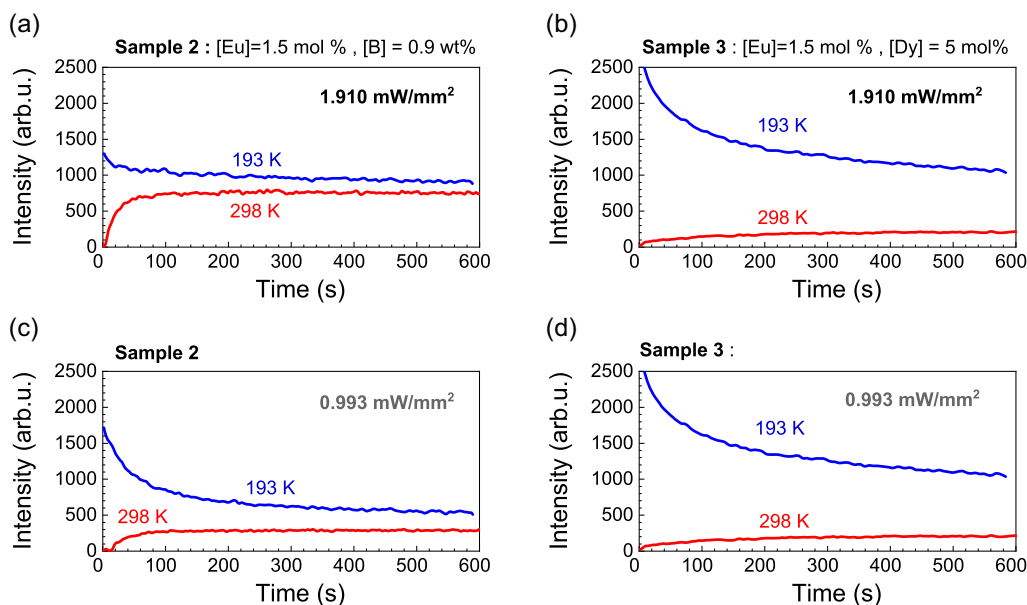 (a)
Sample 2 : [Eu]=1.5 mol % , [B] = 0.9 wt%
2500
2000
1500
1000
500
0
Intensity (arb.u.)
1.910 mW/mm²
193 K
298 K
0 100 200 300 400 500 600
Time (s)
(b)
Sample 3 : [Eu]=1.5 mol % , [Dy] = 5 mol%
2500
2000
1500
1000
500
0
Intensity (arb.u.)
1.910 mW/mm²
193 K
298 K
0 100 200 300 400 500 600
Time (s)
(c)
Sample 2
2500
2000
1500
1000
500
0
Intensity (arb.u.)
0.993 mW/mm²
193 K
298 K
0 100 200 300 400 500 600
Time (s)
(d)
Sample 3 :
2500
2000
1500
1000
500
0
Intensity (arb.u.)
0.993 mW/mm²
193 K
298 K
0 100 200 300 400 500 600
Time (s)